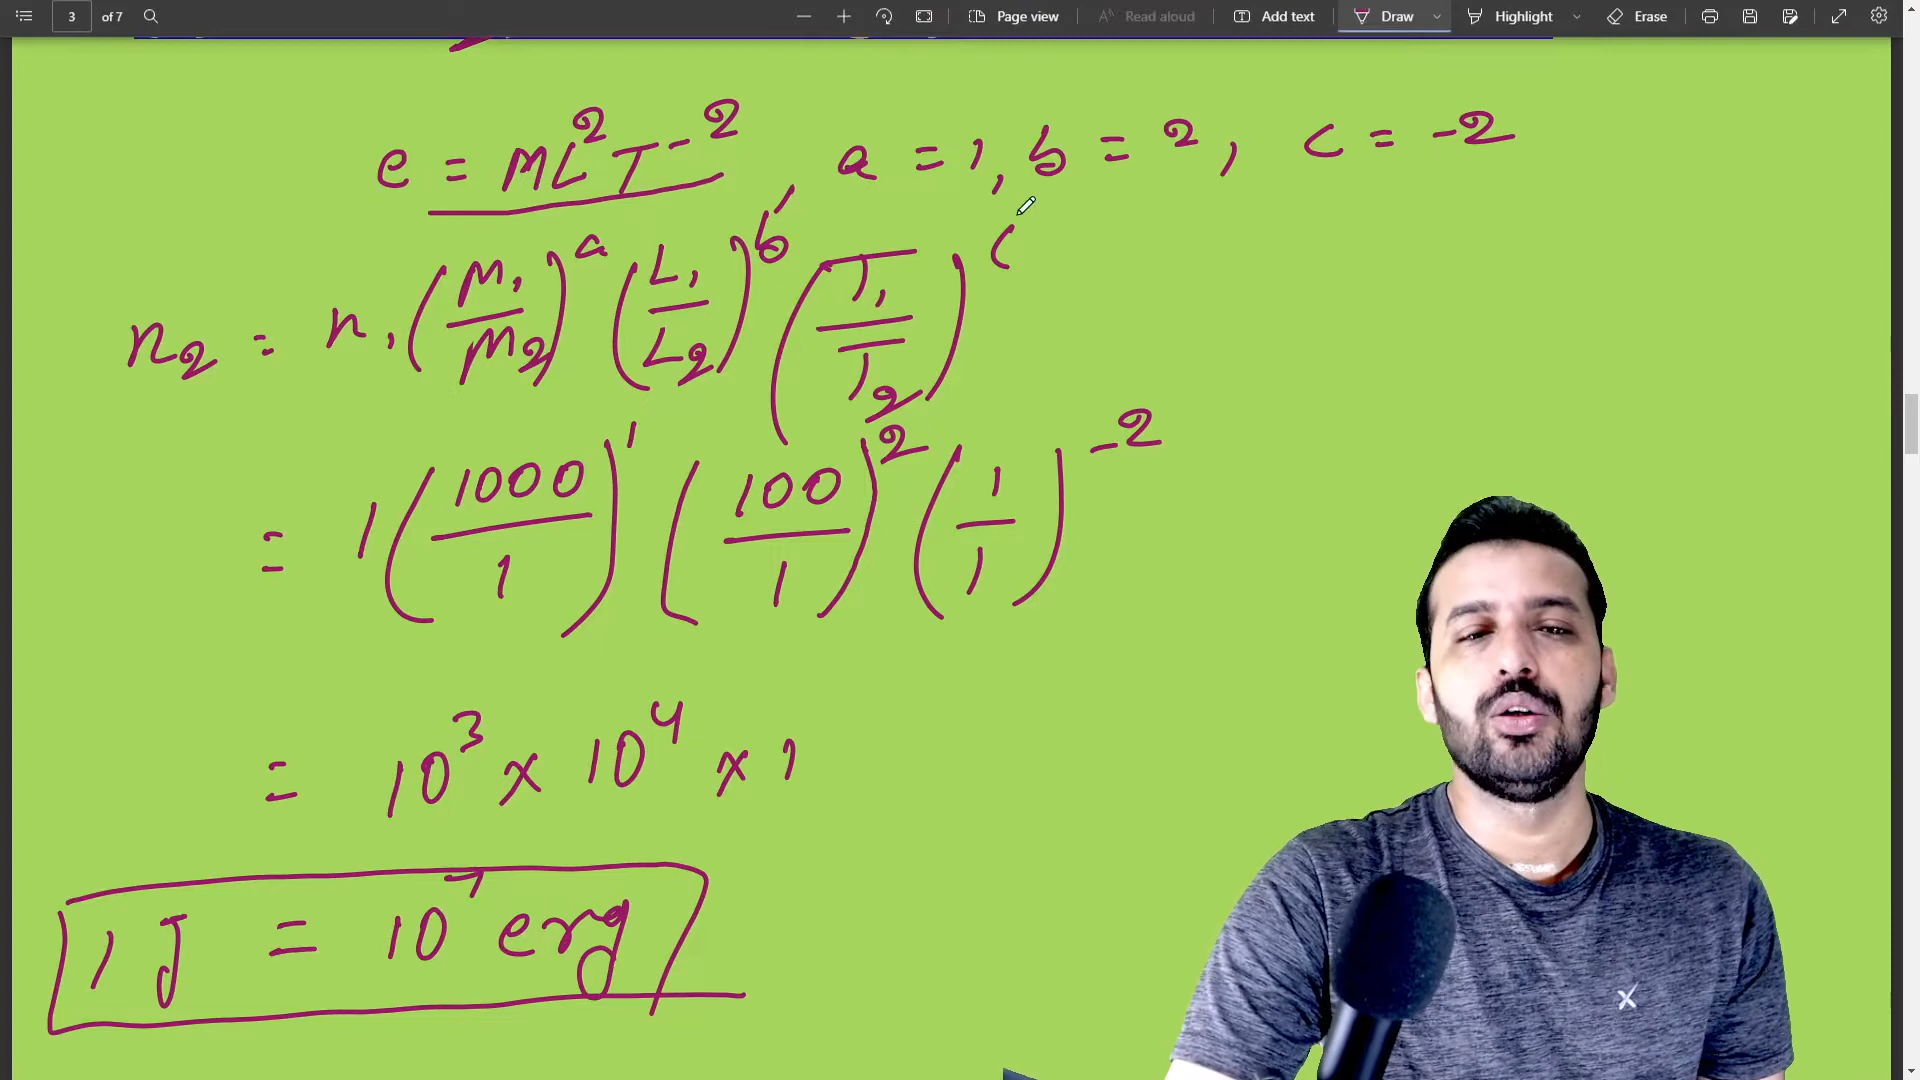 3 of 7 Page view Read aloud Add text Draw Highlight Erase
e = ML²T⁻², a = 1, b = 2, c = -2
n₂ = n₁ (M₁/M₂)ᵃ (L₁/L₂)ᵇ (T₁/T₂)ᶜ
= 1 (1000/1)¹ (100/1)² (1/1)⁻²
= 10³ × 10⁴ × 1
1 J = 10⁷ erg